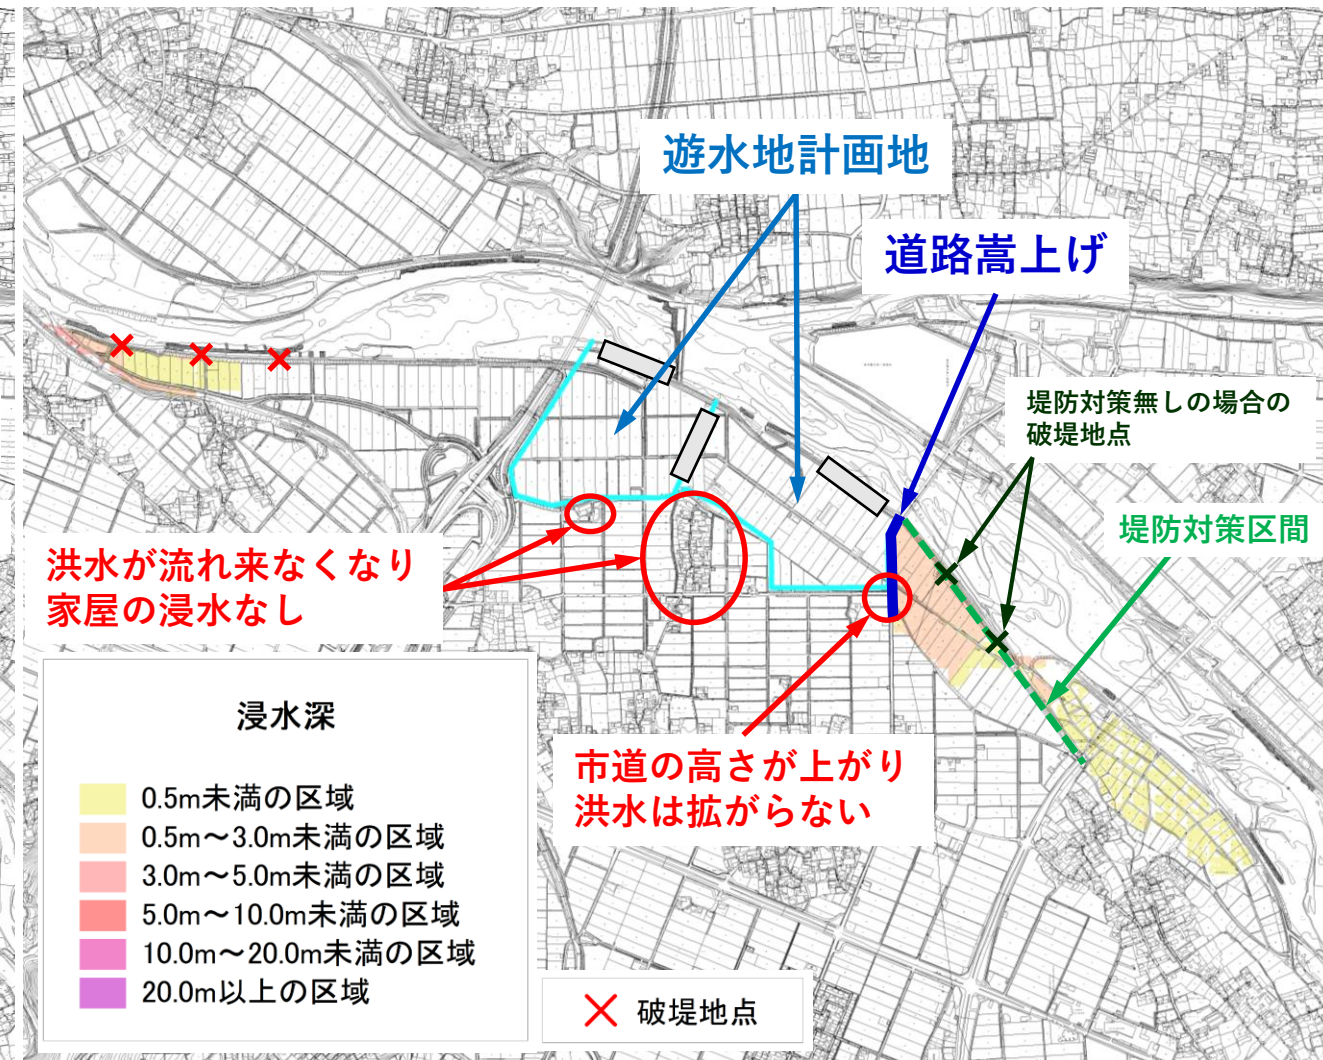 遊水地計画地
道路嵩上げ
堤防対策無しの場合の
破堤地点
堤防対策区間
洪水が流れ来なくなり
家屋の浸水なし
市道の高さが上がり
洪水は拡がらない
浸水深
0.5m未満の区域
0.5m～3.0m未満の区域
3.0m～5.0m未満の区域
5.0m～10.0m未満の区域
10.0m～20.0m未満の区域
20.0m以上の区域
破堤地点